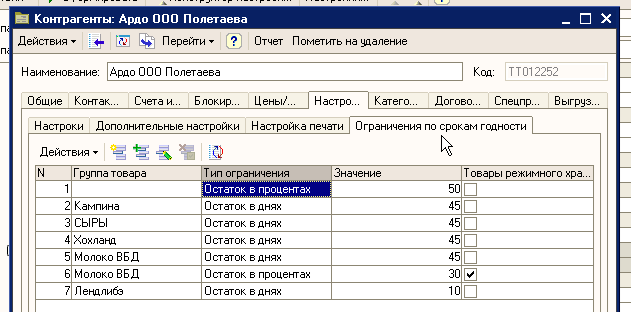 Контрагенты: Ардо ООО Полетаева
Действия Перейти ? Отчет Пометить на удаление
Наименование: Ардо ООО Полетаева Код: ТТ012252
Общие Контак... Счета и... Блокир... Цены/... Настро... Катего... Догово... Спецпр... Выгруз...
Настроки Дополнительные настройки Настройка печати Ограничения по срокам годности
Действия
N Группа товара Тип ограничения Значение Товары режимного хра...
1 Остаток в процентах 50
2 Кампина Остаток в днях 45
3 СЫРЫ Остаток в днях 45
4 Хохланд Остаток в днях 45
5 Молоко ВБД Остаток в днях 45
6 Молоко ВБД Остаток в процентах 30
7 Лендлибэ Остаток в днях 10